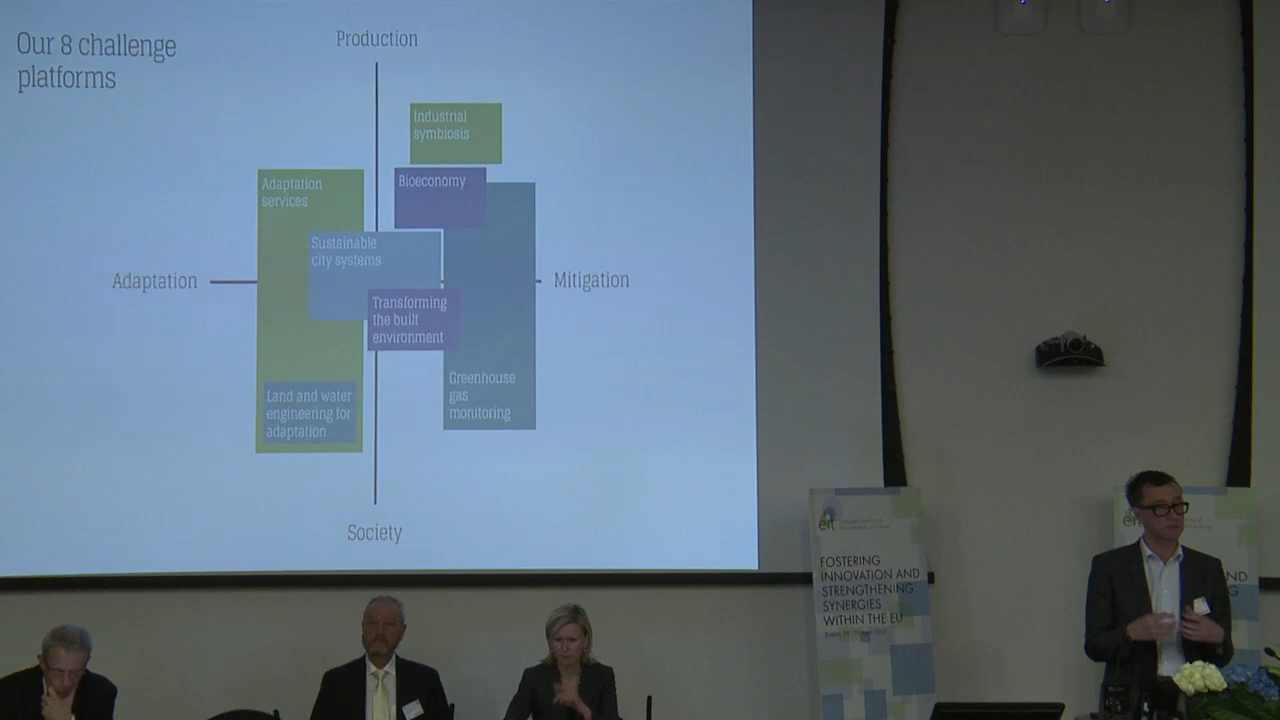 Our 8 challenge
platforms
Production
Industrial
symbiosis
Adaptation
services
Bioeconomy
Sustainable
city systems
Adaptation
Mitigation
Transforming
the built
environment
Greenhouse
gas
monitoring
Land and water
engineering for
adaptation
Society
eit
FOSTERING
INNOVATION AND
STRENGTHENING
SYNERGIES
WITHIN THE EU